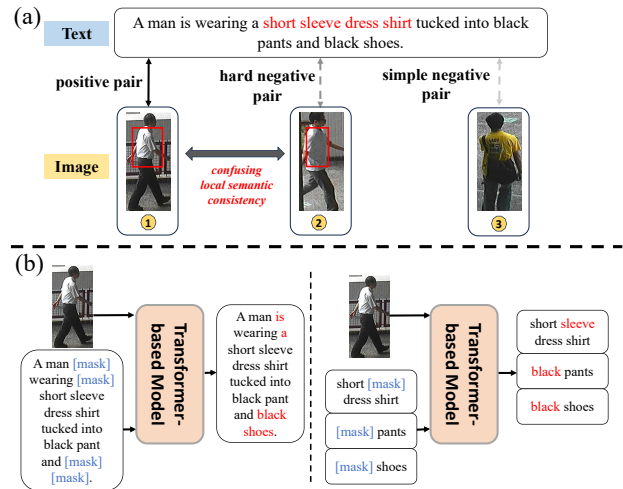 (a)
Text
A man is wearing a short sleeve dress shirt tucked into black
pants and black shoes.
positive pair
hard negative
pair
simple negative
pair
Image
confusing
local semantic
consistency
1
2
3
(b)
A man [mask]
wearing [mask]
short sleeve
dress shirt
tucked into
black pant
and [mask]
[mask].
Transformer-
based Model
A man is
wearing a
short sleeve
dress shirt
tucked into
black pant
and black
shoes.
short [mask]
dress shirt
[mask] pants
[mask] shoes
Transformer-
based Model
short sleeve
dress shirt
black pants
black shoes